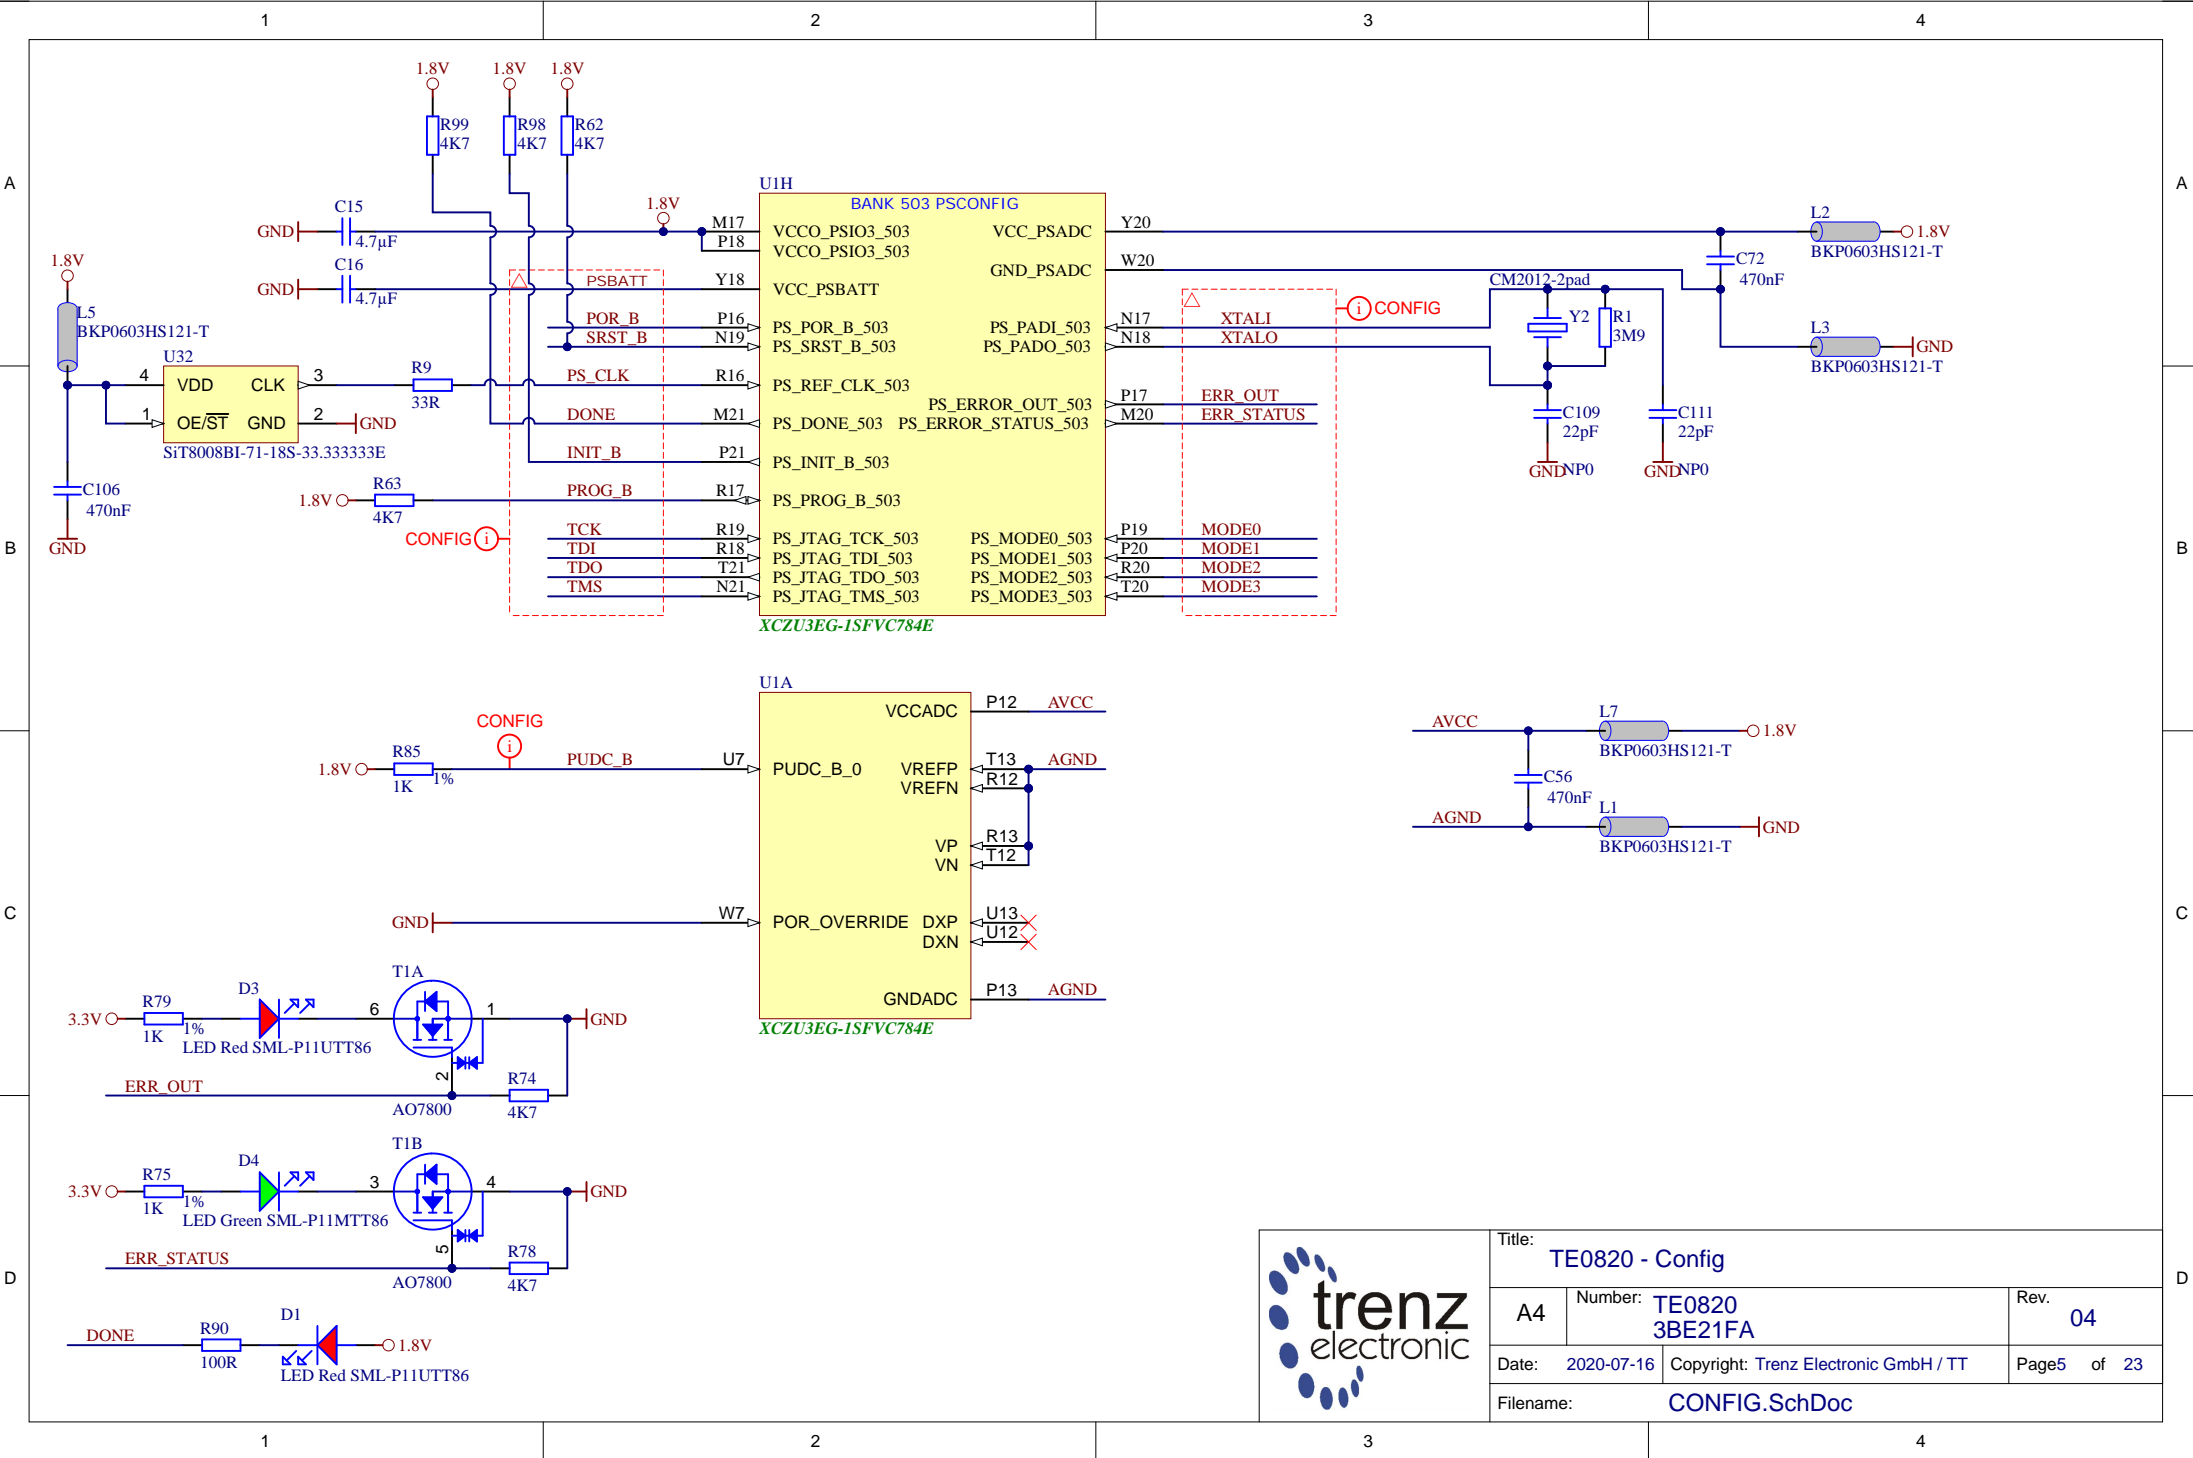 1 2 3 4
A A
B B
C C
D D
1 2 3 4
1.8V 1.8V 1.8V
R99 4K7
R98 4K7
R62 4K7
C15
GND 4.7µF
C16
GND 4.7µF
1.8V
1.8V
L5
BKP0603HS121-T
U32
4 VDD CLK 3
1 OE/ST GND 2 GND
SiT8008BI-71-18S-33.333333E
C106
470nF
GND
R9
33R
1.8V R63
4K7
CONFIG i
PSBATT
POR_B
SRST_B
PS_CLK
DONE
INIT_B
PROG_B
TCK
TDI
TDO
TMS
U1H
BANK 503 PSCONFIG
M17 VCCO_PSIO3_503 VCC_PSADC Y20
P18 VCCO_PSIO3_503
GND_PSADC W20
Y18 VCC_PSBATT
P16 PS_POR_B_503 PS_PADI_503 N17 XTALI
N19 PS_SRST_B_503 PS_PADO_503 N18 XTALO
R16 PS_REF_CLK_503
PS_ERROR_OUT_503 P17 ERR_OUT
M21 PS_DONE_503 PS_ERROR_STATUS_503 M20 ERR_STATUS
P21 PS_INIT_B_503
R17 PS_PROG_B_503
R19 PS_JTAG_TCK_503 PS_MODE0_503 P19 MODE0
R18 PS_JTAG_TDI_503 PS_MODE1_503 P20 MODE1
T21 PS_JTAG_TDO_503 PS_MODE2_503 R20 MODE2
N21 PS_JTAG_TMS_503 PS_MODE3_503 T20 MODE3
XCZU3EG-1SFVC784E
i CONFIG
CM2012-2pad
Y2
R1
3M9
C109
22pF
GND NP0
C111
22pF
GND NP0
C72
470nF
L2
1.8V
BKP0603HS121-T
L3
GND
BKP0603HS121-T
U1A
VCCADC P12 AVCC
CONFIG
i
1.8V R85
1K 1%
PUDC_B
U7 PUDC_B_0 VREFP T13 AGND
VREFN R12
VP R13
VN T12
GND W7 POR_OVERRIDE DXP U13
DXN U12
GNDADC P13 AGND
XCZU3EG-1SFVC784E
AVCC L7 1.8V
BKP0603HS121-T
C56
470nF
AGND L1 GND
BKP0603HS121-T
T1A
3.3V R79 D3 6 1 GND
1K 1%
LED Red SML-P11UTT86
2
R74
ERR_OUT
AO7800 4K7
T1B
3.3V R75 D4 3 4 GND
1K 1%
LED Green SML-P11MTT86
5
R78
ERR_STATUS
AO7800 4K7
D1
DONE R90 1.8V
100R
LED Red SML-P11UTT86
trenz
electronic
Title:
TE0820 - Config
A4 Number: TE0820
3BE21FA
Rev.
04
Date: 2020-07-16 Copyright: Trenz Electronic GmbH / TT Page5 of 23
Filename: CONFIG.SchDoc